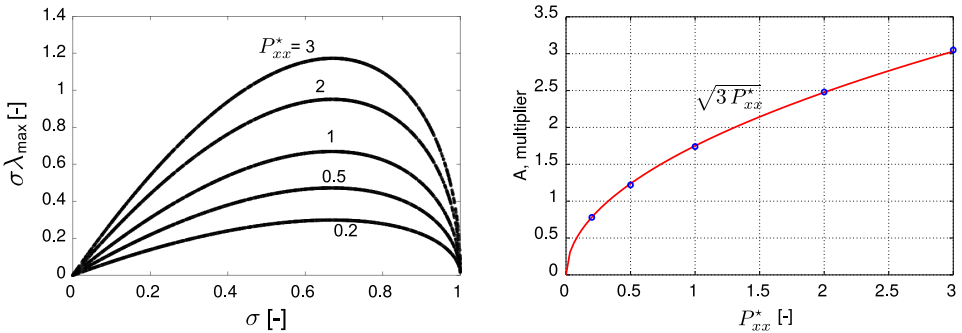 1.4
1.2
1
0.8
0.6
0.4
0.2
0
σ λmax [-]
P⋆xx = 3
2
1
0.5
0.2
0 0.2 0.4 0.6 0.8 1
σ [-]
3.5
3
2.5
2
1.5
1
0.5
0
A, multiplier
√3 P⋆xx
0 0.5 1.0 1.5 2.0 2.5 3
P⋆xx [-]